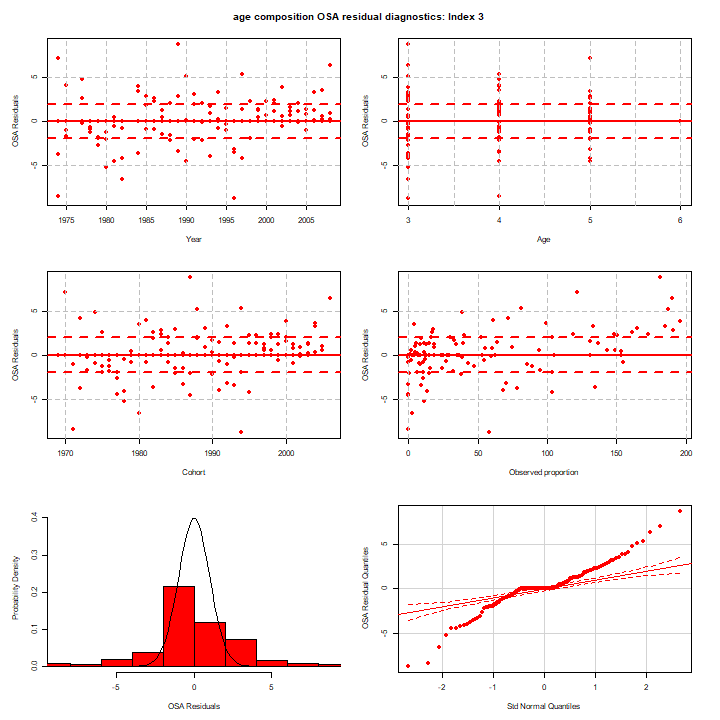 age composition OSA residual diagnostics: Index 3
OSA Residuals
5
0
-5
1975 1980 1985 1990 1995 2000 2005
Year
OSA Residuals
5
0
-5
3 4 5 6
Age
OSA Residuals
5
0
-5
1970 1980 1990 2000
Cohort
OSA Residuals
5
0
-5
0 50 100 150 200
Observed proportion
Probability Density
0.4
0.3
0.2
0.1
0.0
-5 0 5
OSA Residuals
OSA Residual Quantiles
5
0
-5
-2 -1 0 1 2
Std Normal Quantiles